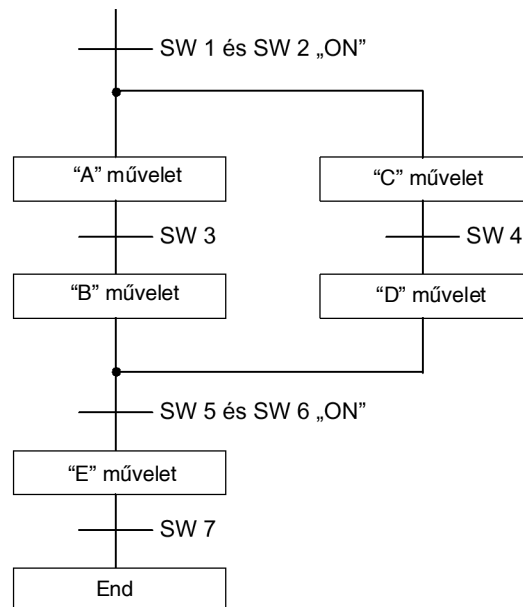 SW 1 és SW 2 „ON”
“A” művelet
“C” művelet
SW 3
SW 4
“B” művelet
“D” művelet
SW 5 és SW 6 „ON”
“E” művelet
SW 7
End